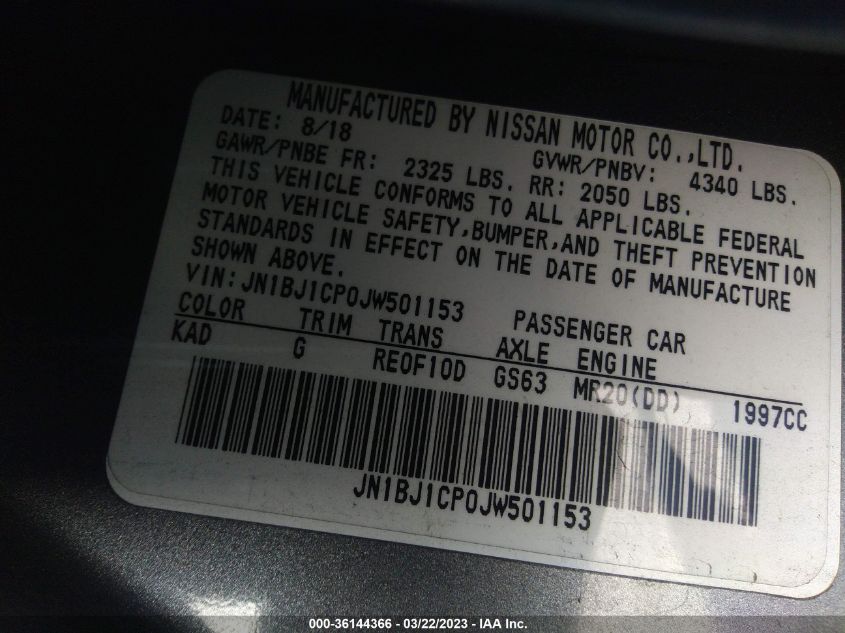 MANUFACTURED BY NISSAN MOTOR CO.,LTD.
DATE: 8/18 GVWR/PNBV: 4340 LBS.
GAWR/PNBE FR: 2325 LBS. RR: 2050 LBS.
THIS VEHICLE CONFORMS TO ALL APPLICABLE FEDERAL
MOTOR VEHICLE SAFETY,BUMPER,AND THEFT PREVENTION
STANDARDS IN EFFECT ON THE DATE OF MANUFACTURE
SHOWN ABOVE.
VIN:JN1BJ1CP0JW501153 PASSENGER CAR
COLOR TRIM TRANS AXLE ENGINE
KAD G RE0F10D GS63 MR20(DD) 1997CC
JN1BJ1CP0JW501153
000-36144366 - 03/22/2023 - IAA Inc.